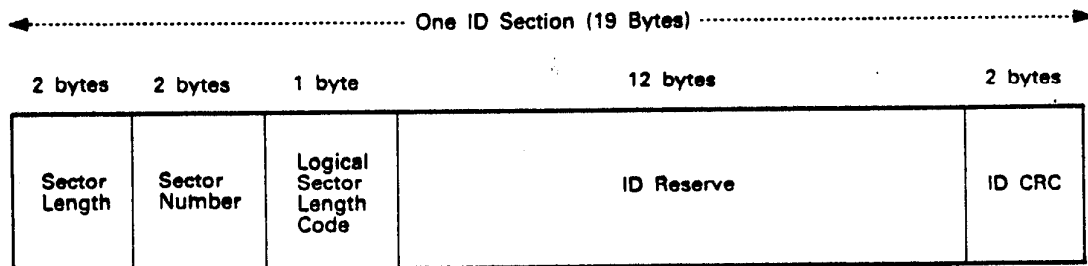 One ID Section (19 Bytes)
2 bytes 2 bytes 1 byte 12 bytes 2 bytes
Sector Length
Sector Number
Logical Sector Length Code
ID Reserve
ID CRC